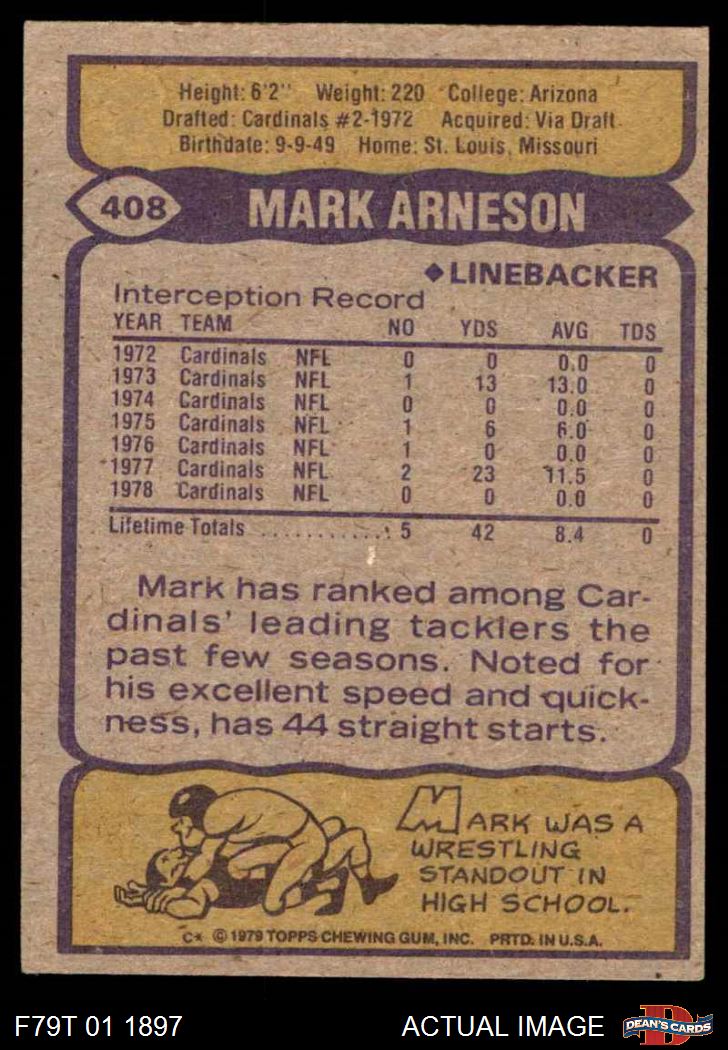 Height: 6'2" Weight: 220 College: Arizona
Drafted: Cardinals #2-1972 Acquired: Via Draft
Birthdate: 9-9-49 Home: St. Louis, Missouri
408 MARK ARNESON
◆LINEBACKER
Interception Record
YEAR TEAM NO YDS AVG TDS
1972 Cardinals NFL 0 0 0.0 0
1973 Cardinals NFL 1 13 13.0 0
1974 Cardinals NFL 0 0 0.0 0
1975 Cardinals NFL 1 6 6.0 0
1976 Cardinals NFL 1 0 0.0 0
1977 Cardinals NFL 2 23 11.5 0
1978 Cardinals NFL 0 0 0.0 0
Lifetime Totals ............ 5 42 8.4 0
Mark has ranked among Car-
dinals' leading tacklers the
past few seasons. Noted for
his excellent speed and quick-
ness, has 44 straight starts.
MARK WAS A
WRESTLING
STANDOUT IN
HIGH SCHOOL.
C* © 1979 TOPPS CHEWING GUM, INC. PRTD. IN U.S.A.
F79T 01 1897 ACTUAL IMAGE D DEAN'S CARDS